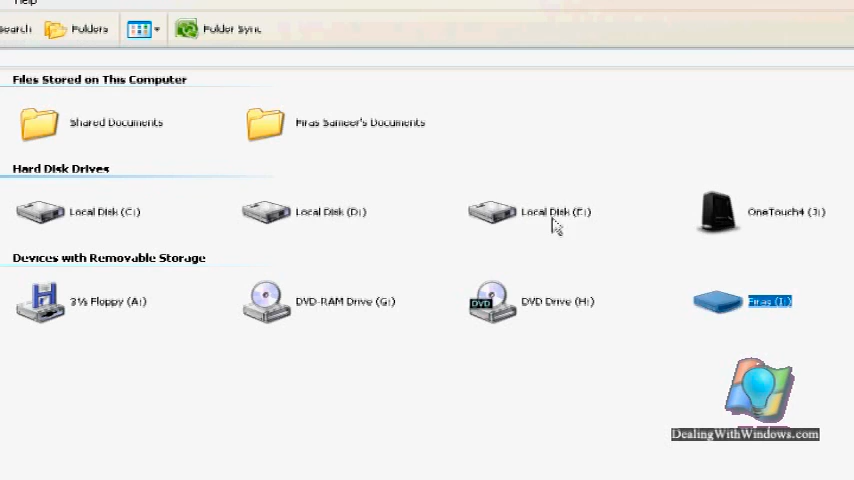 Help
Search Folders Folder Sync
Files Stored on This Computer
Shared Documents Firas Sameer's Documents
Hard Disk Drives
Local Disk (C:) Local Disk (D:) Local Disk (E:) OneTouch4 (J:)
Devices with Removable Storage
3½ Floppy (A:) DVD-RAM Drive (G:) DVD Drive (H:) Firas (I:)
DVD
DealingWithWindows.com